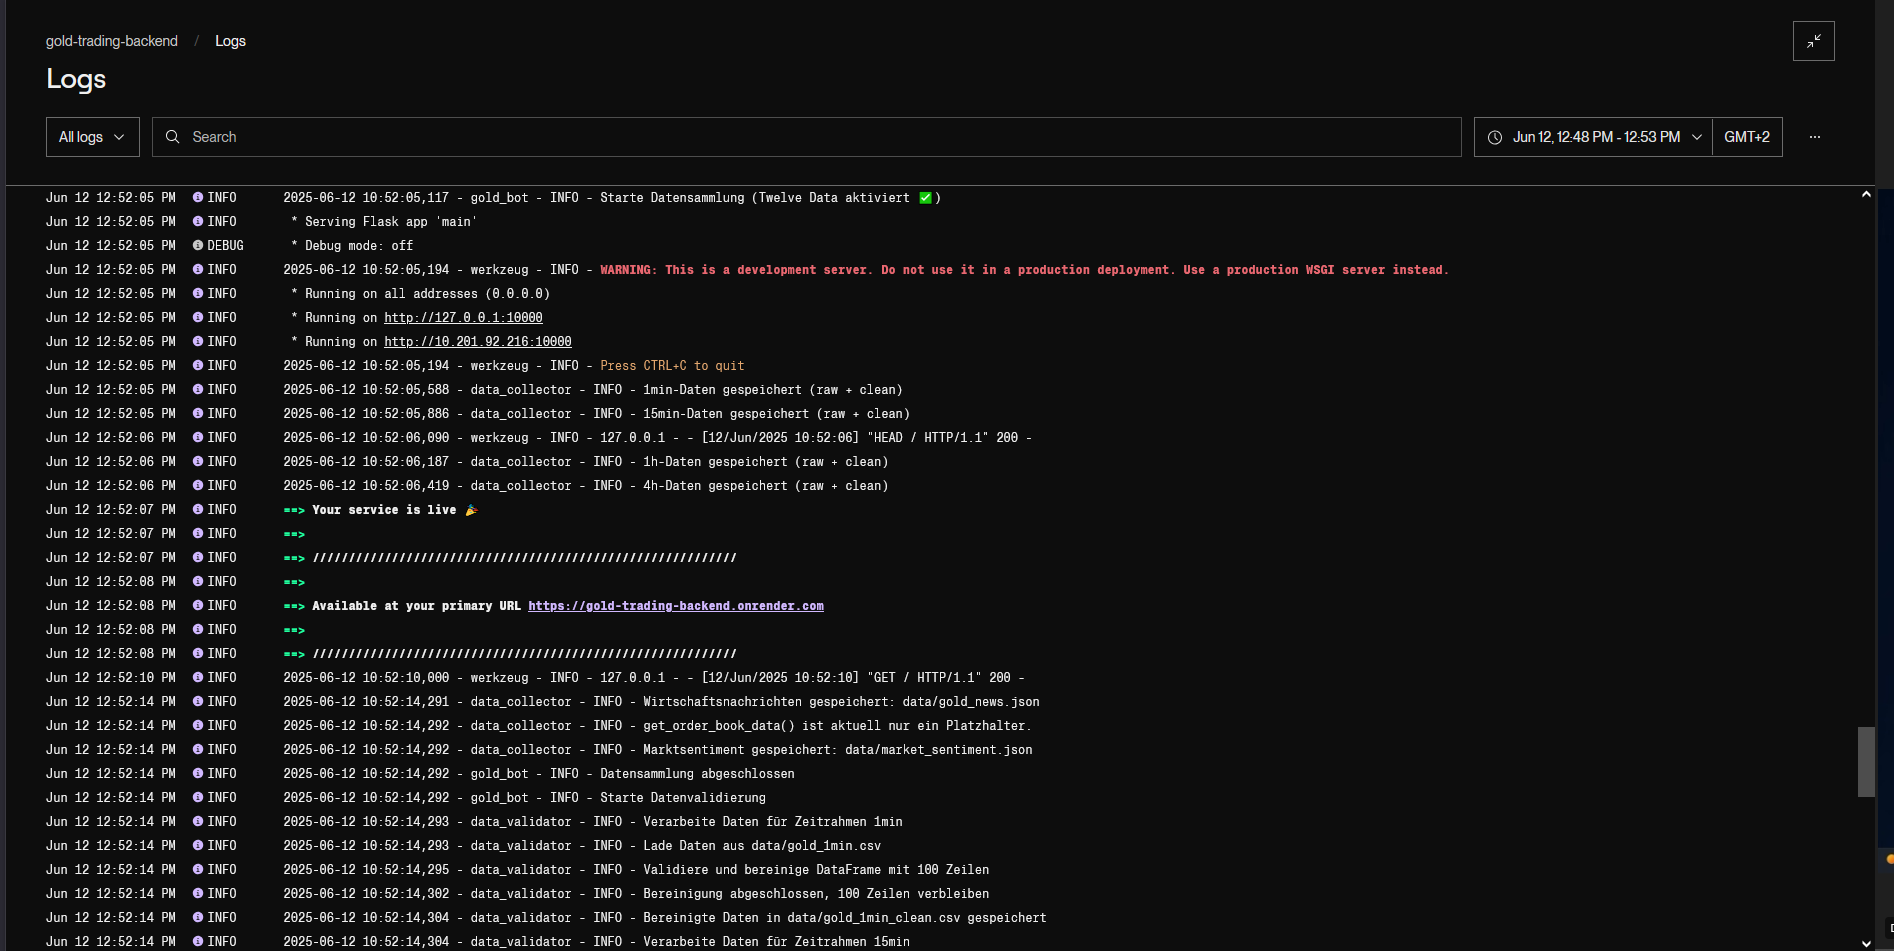 gold-trading-backend / Logs
Logs
All logs Search Jun 12, 12:48 PM - 12:53 PM GMT+2 ...
Jun 12 12:52:05 PM INFO 2025-06-12 10:52:05,117 - gold_bot - INFO - Starte Datensammlung (Twelve Data aktiviert ✅)
Jun 12 12:52:05 PM INFO * Serving Flask app 'main'
Jun 12 12:52:05 PM DEBUG * Debug mode: off
Jun 12 12:52:05 PM INFO 2025-06-12 10:52:05,194 - werkzeug - INFO - WARNING: This is a development server. Do not use it in a production deployment. Use a production WSGI server instead.
Jun 12 12:52:05 PM INFO * Running on all addresses (0.0.0.0)
Jun 12 12:52:05 PM INFO * Running on http://127.0.0.1:10000
Jun 12 12:52:05 PM INFO * Running on http://10.201.92.216:10000
Jun 12 12:52:05 PM INFO 2025-06-12 10:52:05,194 - werkzeug - INFO - Press CTRL+C to quit
Jun 12 12:52:05 PM INFO 2025-06-12 10:52:05,588 - data_collector - INFO - 1min-Daten gespeichert (raw + clean)
Jun 12 12:52:05 PM INFO 2025-06-12 10:52:05,886 - data_collector - INFO - 15min-Daten gespeichert (raw + clean)
Jun 12 12:52:06 PM INFO 2025-06-12 10:52:06,090 - werkzeug - INFO - 127.0.0.1 - - [12/Jun/2025 10:52:06] "HEAD / HTTP/1.1" 200 -
Jun 12 12:52:06 PM INFO 2025-06-12 10:52:06,187 - data_collector - INFO - 1h-Daten gespeichert (raw + clean)
Jun 12 12:52:06 PM INFO 2025-06-12 10:52:06,419 - data_collector - INFO - 4h-Daten gespeichert (raw + clean)
Jun 12 12:52:07 PM INFO ==> Your service is live 🎉
Jun 12 12:52:07 PM INFO ==>
Jun 12 12:52:07 PM INFO ==> ///////////////////////////////////////////////////////////
Jun 12 12:52:08 PM INFO ==>
Jun 12 12:52:08 PM INFO ==> Available at your primary URL https://gold-trading-backend.onrender.com
Jun 12 12:52:08 PM INFO ==>
Jun 12 12:52:08 PM INFO ==> ///////////////////////////////////////////////////////////
Jun 12 12:52:10 PM INFO 2025-06-12 10:52:10,000 - werkzeug - INFO - 127.0.0.1 - - [12/Jun/2025 10:52:10] "GET / HTTP/1.1" 200 -
Jun 12 12:52:14 PM INFO 2025-06-12 10:52:14,291 - data_collector - INFO - Wirtschaftsnachrichten gespeichert: data/gold_news.json
Jun 12 12:52:14 PM INFO 2025-06-12 10:52:14,292 - data_collector - INFO - get_order_book_data() ist aktuell nur ein Platzhalter.
Jun 12 12:52:14 PM INFO 2025-06-12 10:52:14,292 - data_collector - INFO - Marktsentiment gespeichert: data/market_sentiment.json
Jun 12 12:52:14 PM INFO 2025-06-12 10:52:14,292 - gold_bot - INFO - Datensammlung abgeschlossen
Jun 12 12:52:14 PM INFO 2025-06-12 10:52:14,292 - gold_bot - INFO - Starte Datenvalidierung
Jun 12 12:52:14 PM INFO 2025-06-12 10:52:14,293 - data_validator - INFO - Verarbeite Daten für Zeitrahmen 1min
Jun 12 12:52:14 PM INFO 2025-06-12 10:52:14,293 - data_validator - INFO - Lade Daten aus data/gold_1min.csv
Jun 12 12:52:14 PM INFO 2025-06-12 10:52:14,295 - data_validator - INFO - Validiere und bereinige DataFrame mit 100 Zeilen
Jun 12 12:52:14 PM INFO 2025-06-12 10:52:14,302 - data_validator - INFO - Bereinigung abgeschlossen, 100 Zeilen verbleiben
Jun 12 12:52:14 PM INFO 2025-06-12 10:52:14,304 - data_validator - INFO - Bereinigte Daten in data/gold_1min_clean.csv gespeichert
Jun 12 12:52:14 PM INFO 2025-06-12 10:52:14,304 - data_validator - INFO - Verarbeite Daten für Zeitrahmen 15min